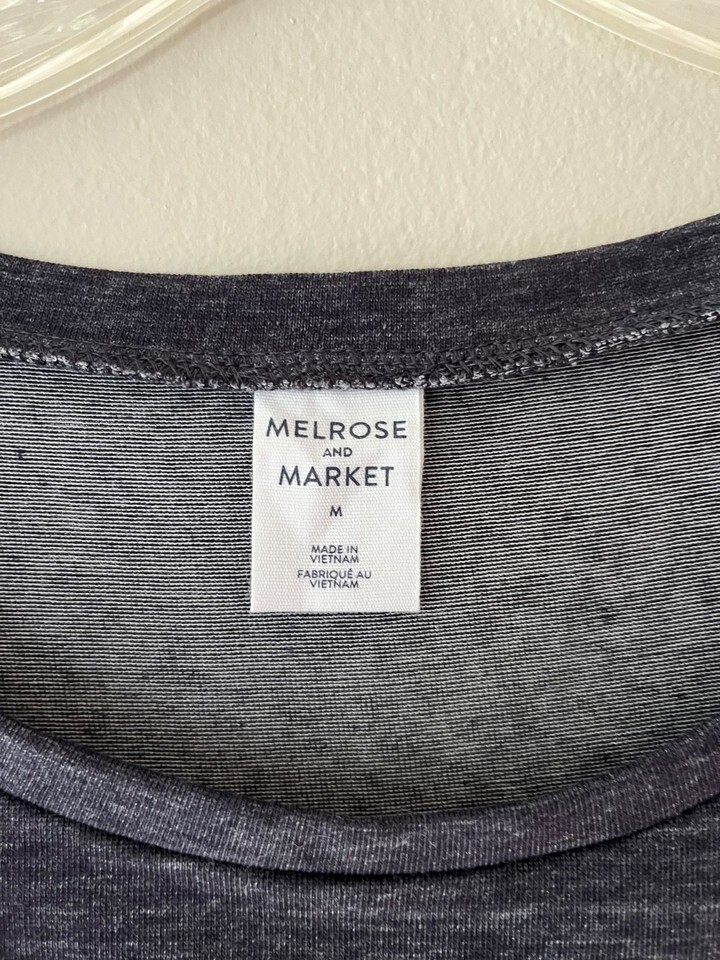 MELROSE
AND
MARKET
M
MADE IN
VIETNAM
FABRIQUÉ AU
VIETNAM